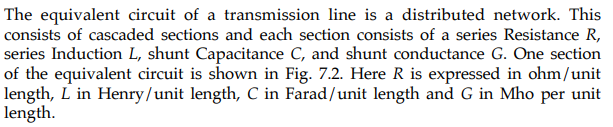 The equivalent circuit of a transmission line is a distributed network. This
consists of cascaded sections and each section consists of a series Resistance R,
series Induction L, shunt Capacitance C, and shunt conductance G. One section
of the equivalent circuit is shown in Fig. 7.2. Here R is expressed in ohm/unit
length, L in Henry/unit length, C in Farad/unit length and G in Mho per unit
length.